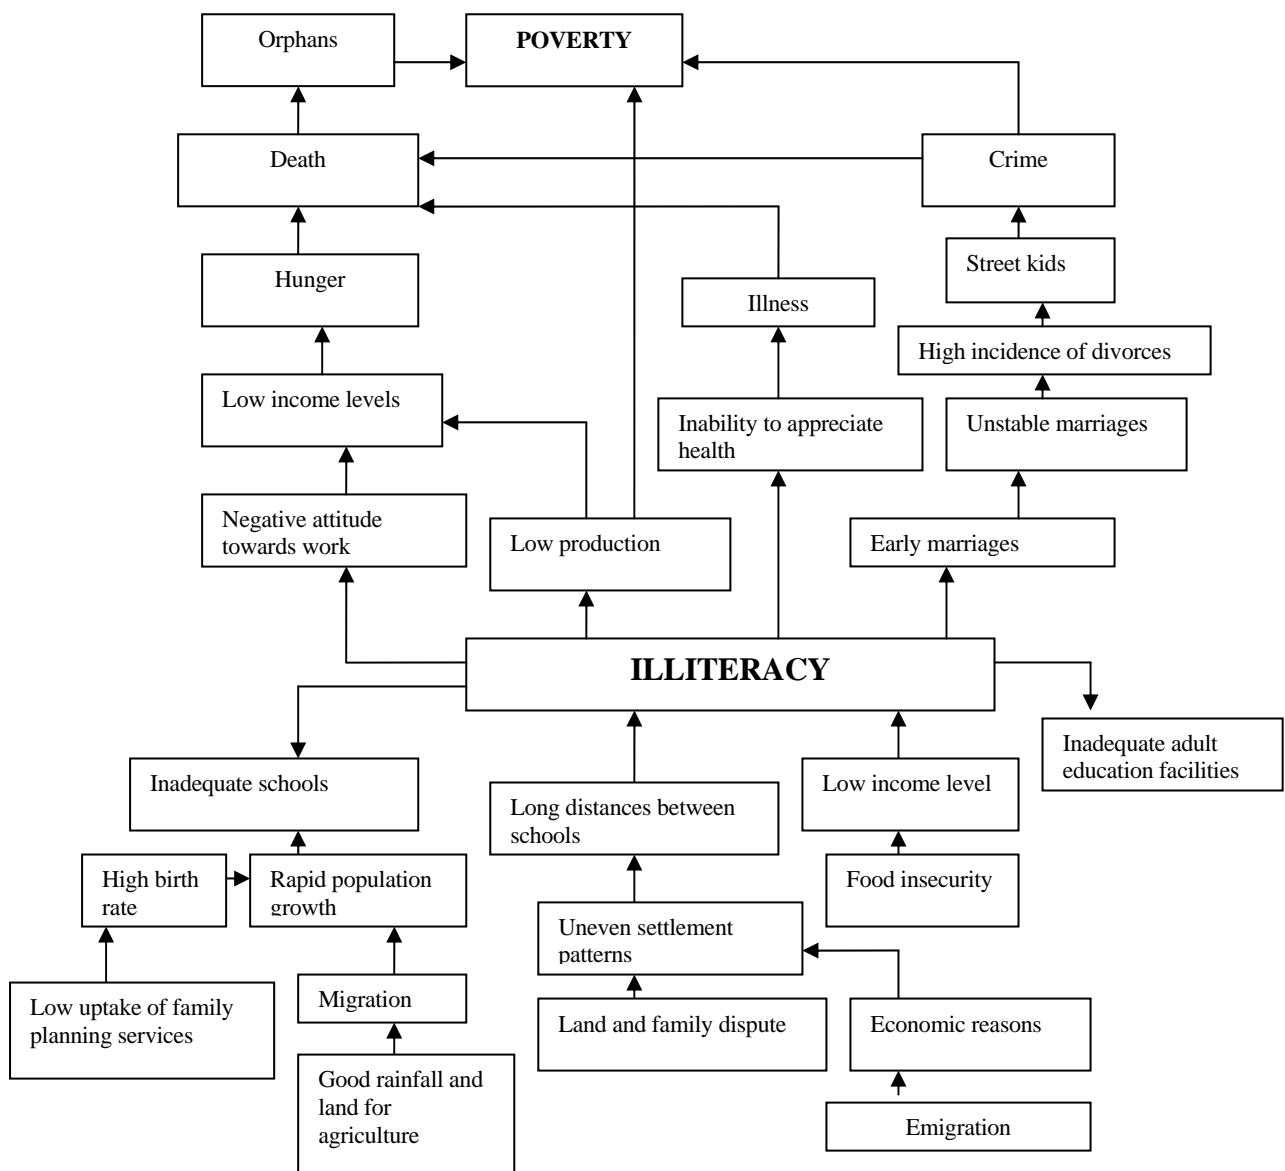 Orphans
POVERTY
Death
Crime
Hunger
Street kids
Illness
High incidence of divorces
Low income levels
Inability to appreciate
health
Unstable marriages
Negative attitude
towards work
Low production
Early marriages
ILLITERACY
Inadequate adult
education facilities
Inadequate schools
Long distances between
schools
Low income level
High birth
rate
Rapid population
growth
Food insecurity
Uneven settlement
patterns
Low uptake of family
planning services
Migration
Land and family dispute
Economic reasons
Good rainfall and
land for
agriculture
Emigration